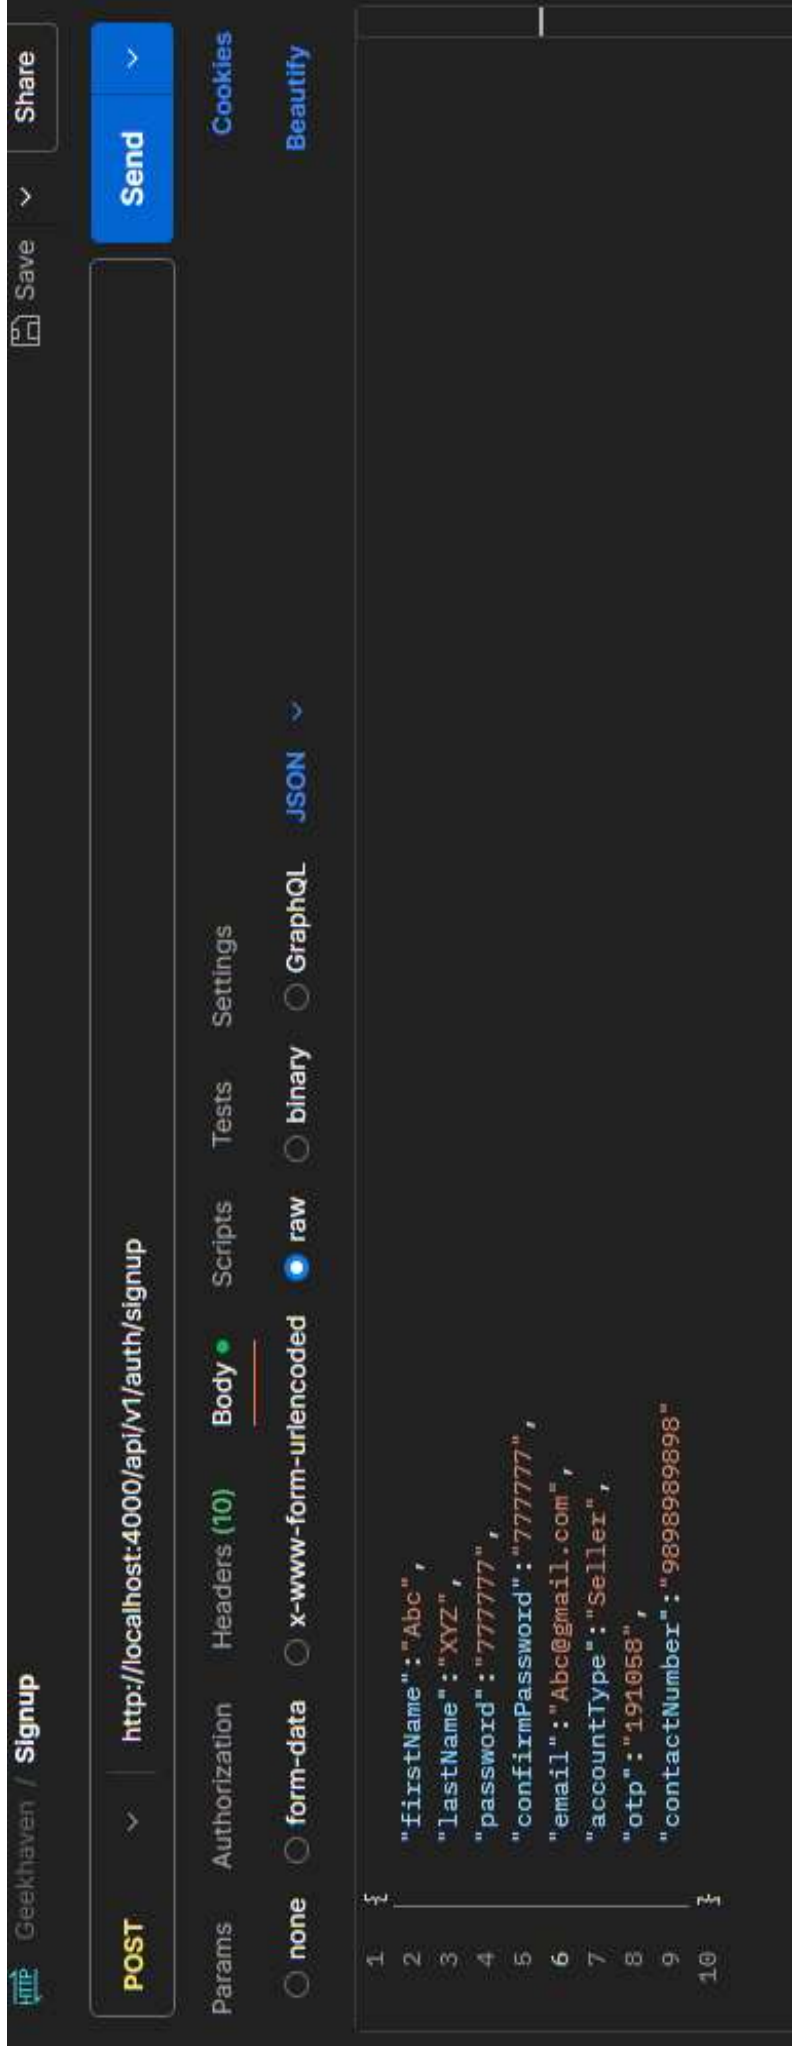 HTTP Geekhaven / Signup Save Share
POST http://localhost:4000/api/v1/auth/signup Send
Params Authorization Headers (10) Body Scripts Tests Settings Cookies
none form-data x-www-form-urlencoded raw binary GraphQL JSON Beautify
1 {
2 "firstName":"Abc",
3 "lastName":"XYZ",
4 "password":"777777",
5 "confirmPassword":"777777",
6 "email":"Abc@gmail.com",
7 "accountType":"Seller",
8 "otp":"191058",
9 "contactNumber":"9898989898"
10 }